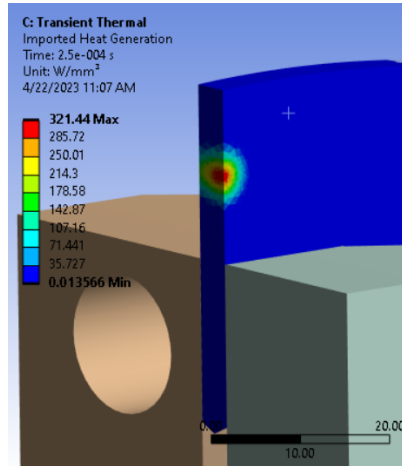 C: Transient Thermal
Imported Heat Generation
Time: 2.5e-004 s
Unit: W/mm³
4/22/2023 11:07 AM
321.44 Max
285.72
250.01
214.3
178.58
142.87
107.16
71.441
35.727
0.013566 Min
20.00
10.00